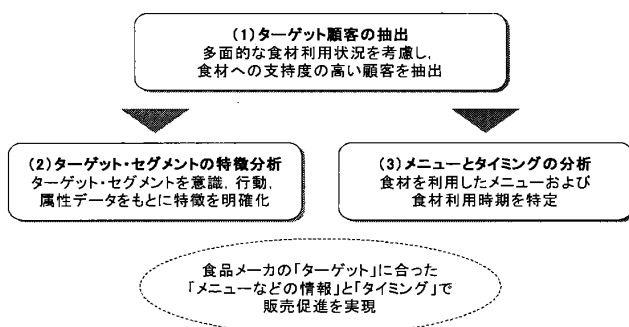 (1)ターゲット顧客の抽出
多面的な食材利用状況を考慮し,
食材への支持度の高い顧客を抽出
(2)ターゲット・セグメントの特徴分析
ターゲット・セグメントを意識, 行動,
属性データをもとに特徴を明確化
(3)メニューとタイミングの分析
食材を利用したメニューおよび
食材利用時期を特定
食品メーカの「ターゲット」に合った
「メニューなどの情報」と「タイミング」で
販売促進を実現